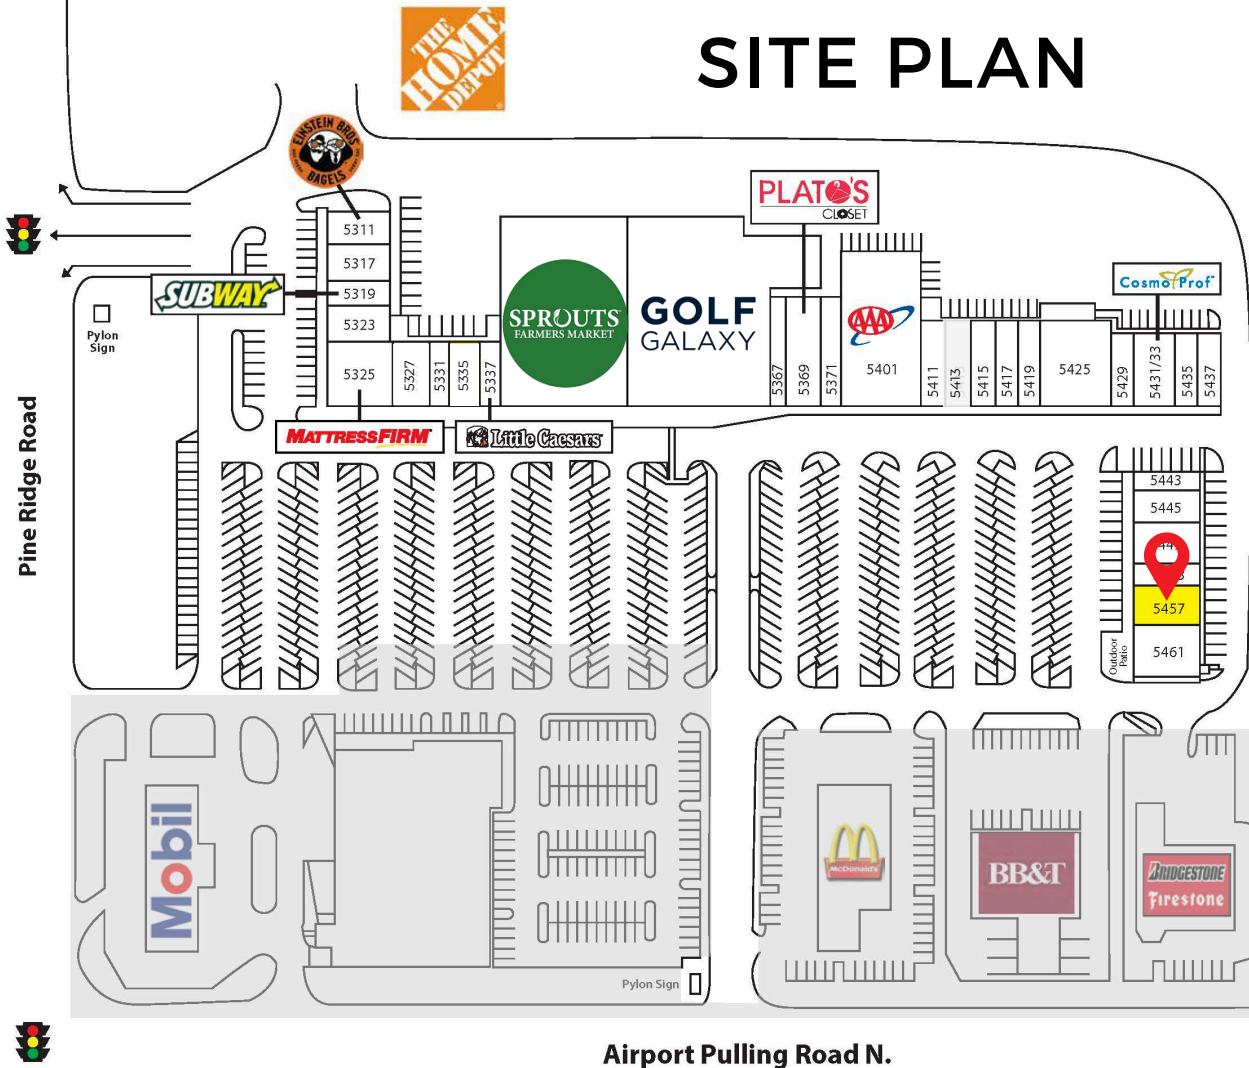 SITE PLAN
THE
HOME
DEPOT
EINSTEIN BROS
BAGELS
PLATO'S
CLOSET
5311
5317
SUBWAY
5319
5323
5325
5327
5331
5335
5337
SPROUTS
FARMERS MARKET
GOLF
GALAXY
5367
5369
5371
AAA
5401
5411
5413
5415
5417
5419
5425
CosmoProf
5429
5431/33
5435
5437
Pylon
Sign
Pine Ridge Road
MATTRESSFIRM
Little Caesars
5443
5445
5457
5461
Outdoor
Patio
Mobil
McDonald's
BB&T
BRIDGESTONE
Firestone
Pylon Sign
Airport Pulling Road N.